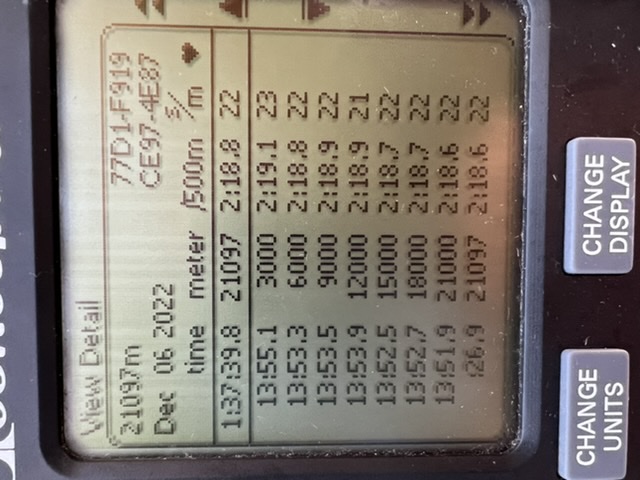 View Detail
21097m 77D1-F919
Dec 06 2022 CE97-4E87
time meter /500m s/m
1:37:39.8 21097 2:18.8 22
13:55.1 3000 2:19.1 23
13:53.3 6000 2:18.8 22
13:53.5 9000 2:18.9 22
13:53.9 12000 2:18.9 21
13:52.5 15000 2:18.7 22
13:52.7 18000 2:18.7 22
13:51.9 21000 2:18.6 22
:26.9 21097 2:18.6 22
CHANGE
UNITS
CHANGE
DISPLAY